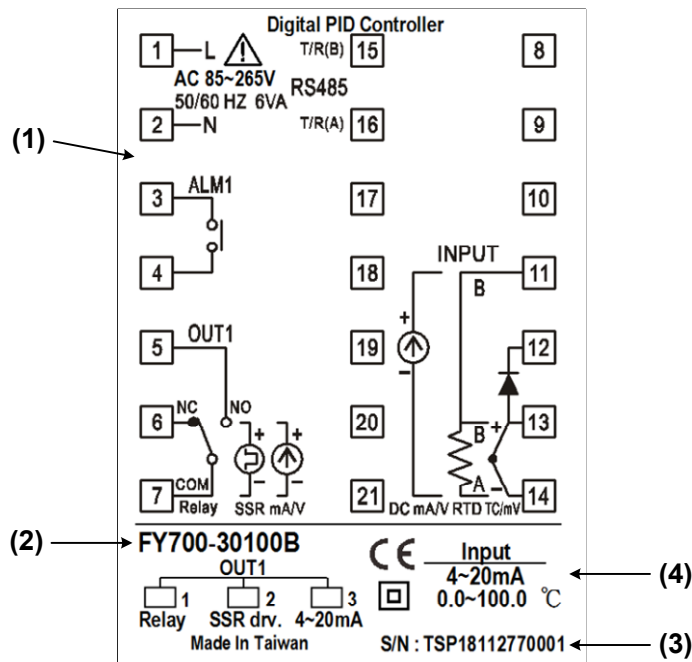 Digital PID Controller
1 L T/R(B) 15 8
AC 85~265V
RS485
50/60 HZ 6VA
2 N T/R(A) 16 9
(1)
3 ALM1 17 10
4 18 INPUT 11
B
5 OUT1 19 + 12
−
6 NC NO 20 13
+ + B +
− − A −
7 COM 21 14
Relay SSR mA/V DC mA/V RTD TC/mV
(2) FY700-30100B
OUT1
CE Input
4~20mA
0.0~100.0 ℃
(4)
1 2 3
Relay SSR drv. 4~20mA
Made In Taiwan S/N : TSP18112770001 (3)